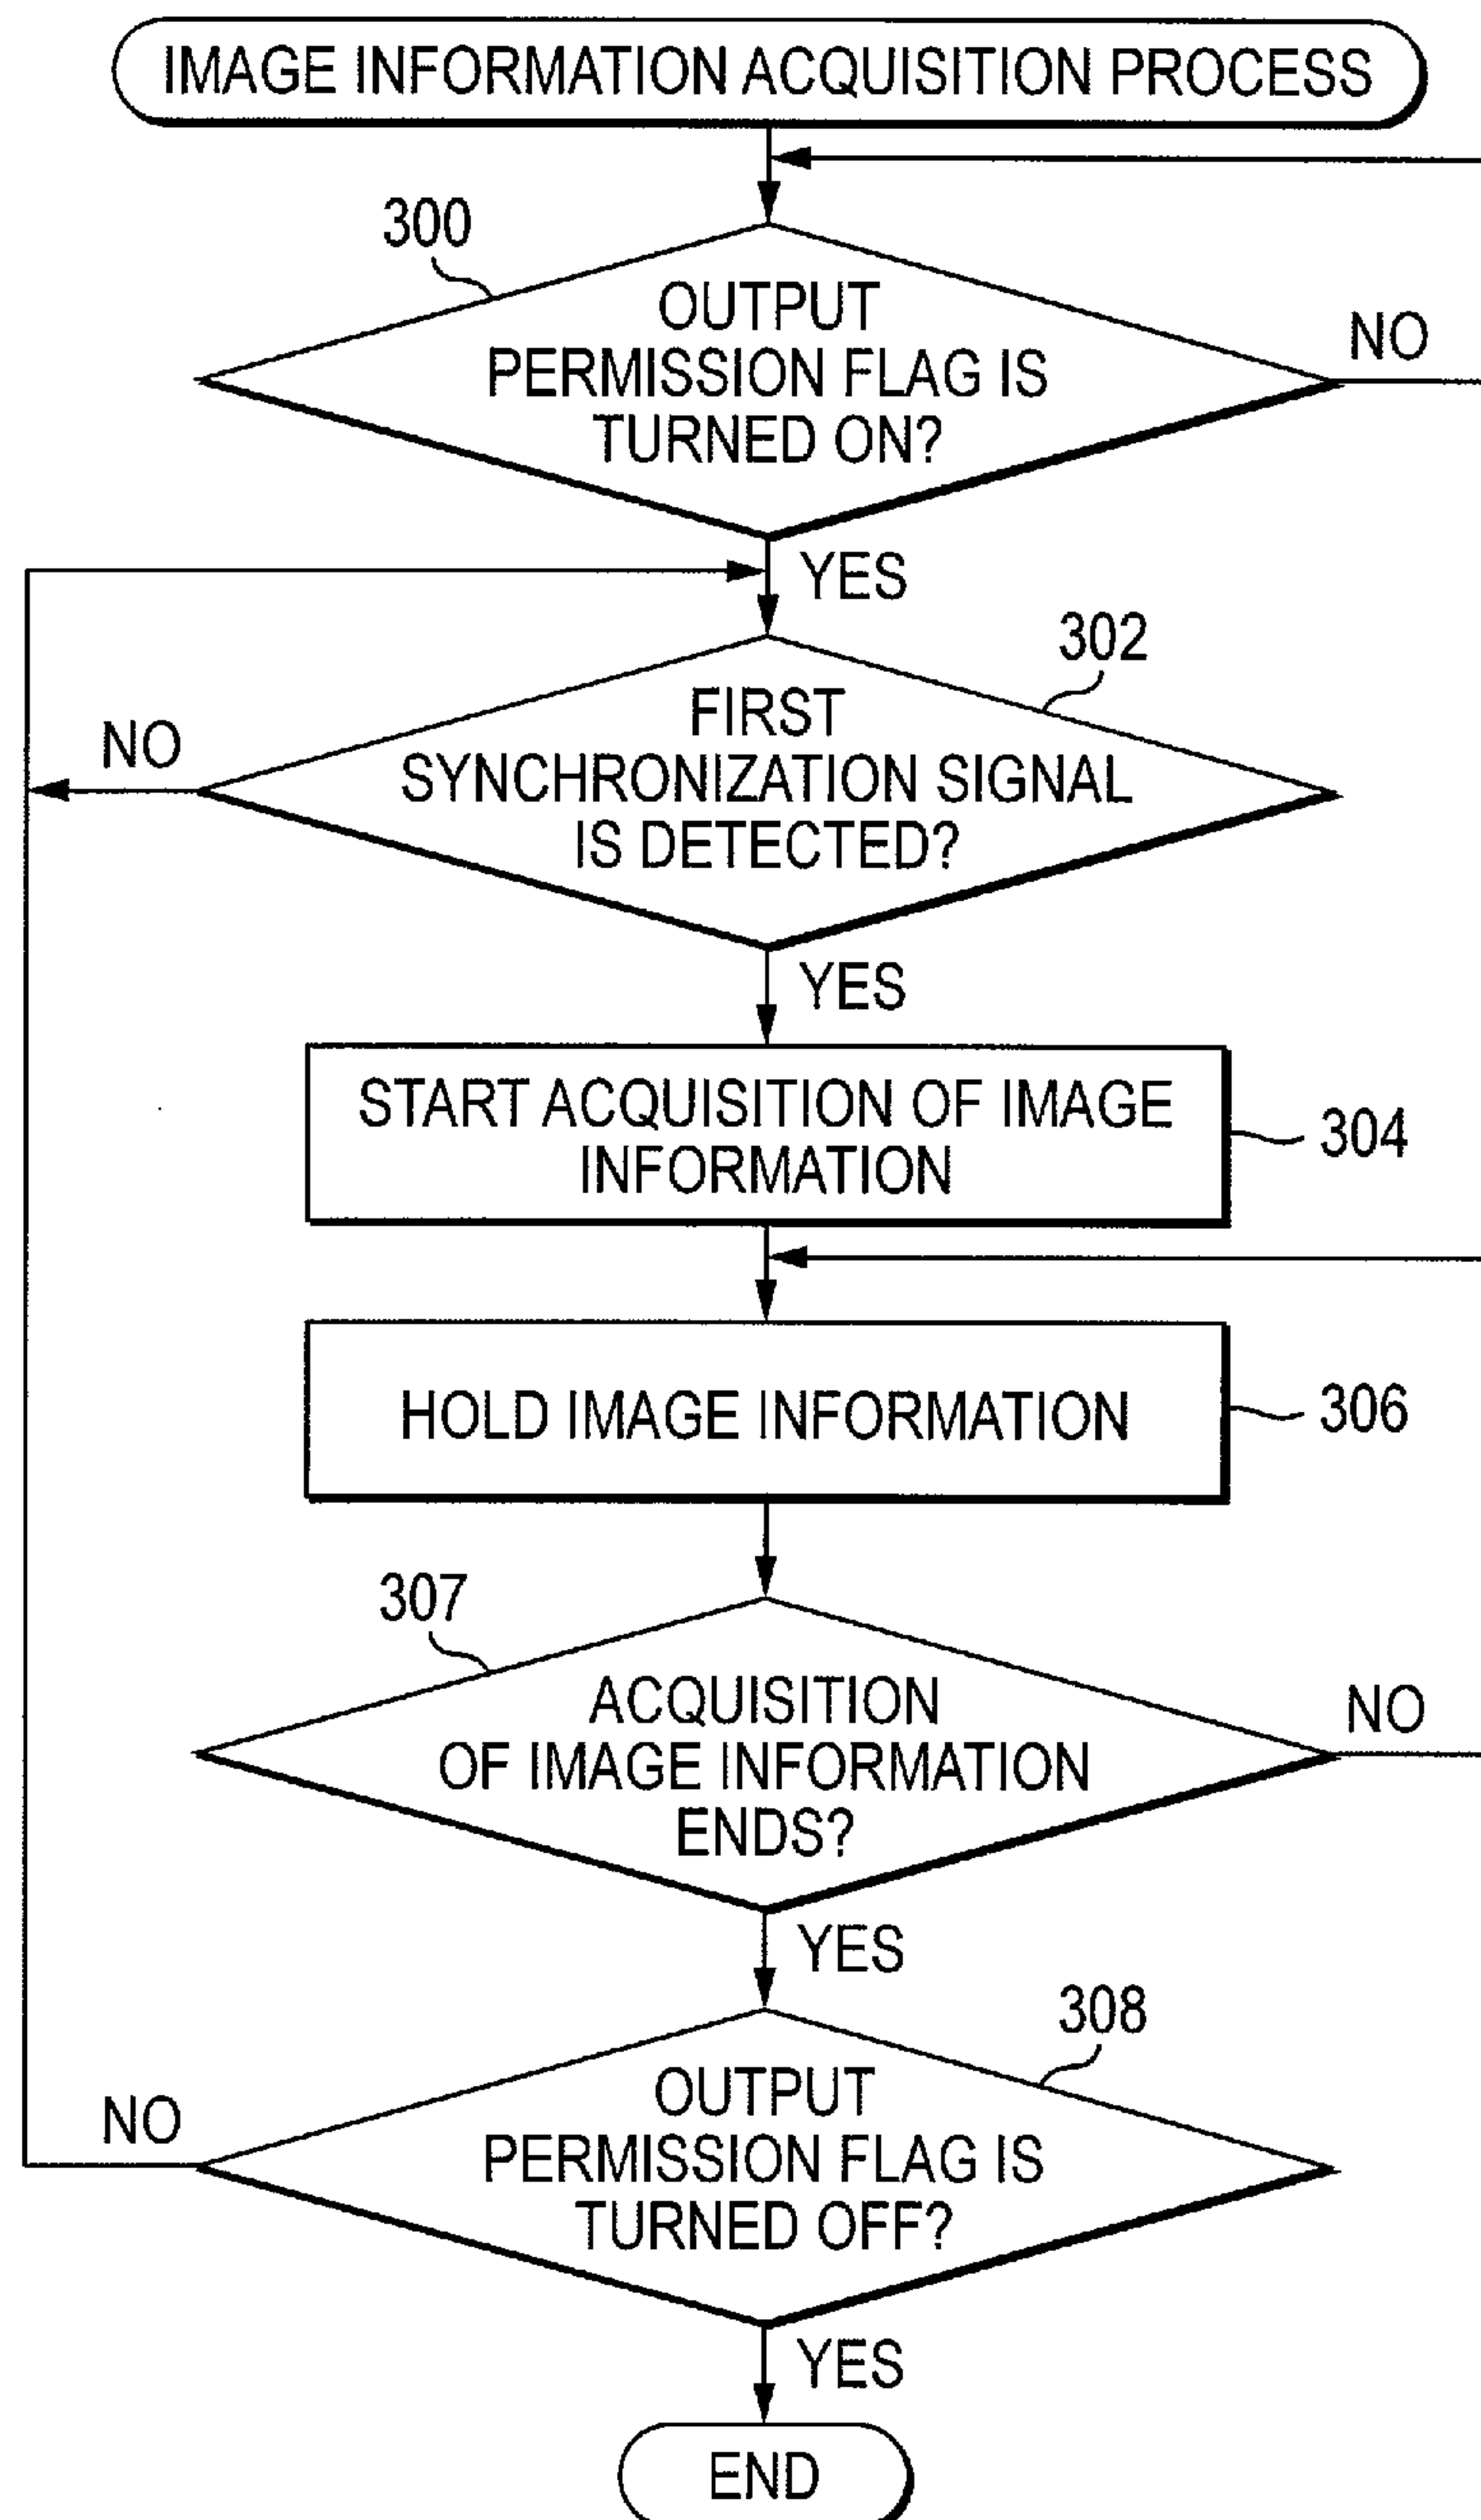 IMAGE INFORMATION ACQUISITION PROCESS
300
OUTPUT
PERMISSION FLAG IS
TURNED ON?
NO
YES
302
FIRST
SYNCHRONIZATION SIGNAL
IS DETECTED?
NO
YES
START ACQUISITION OF IMAGE
INFORMATION
304
HOLD IMAGE INFORMATION
306
307
ACQUISITION
OF IMAGE INFORMATION
ENDS?
NO
YES
308
OUTPUT
PERMISSION FLAG IS
TURNED OFF?
NO
YES
END